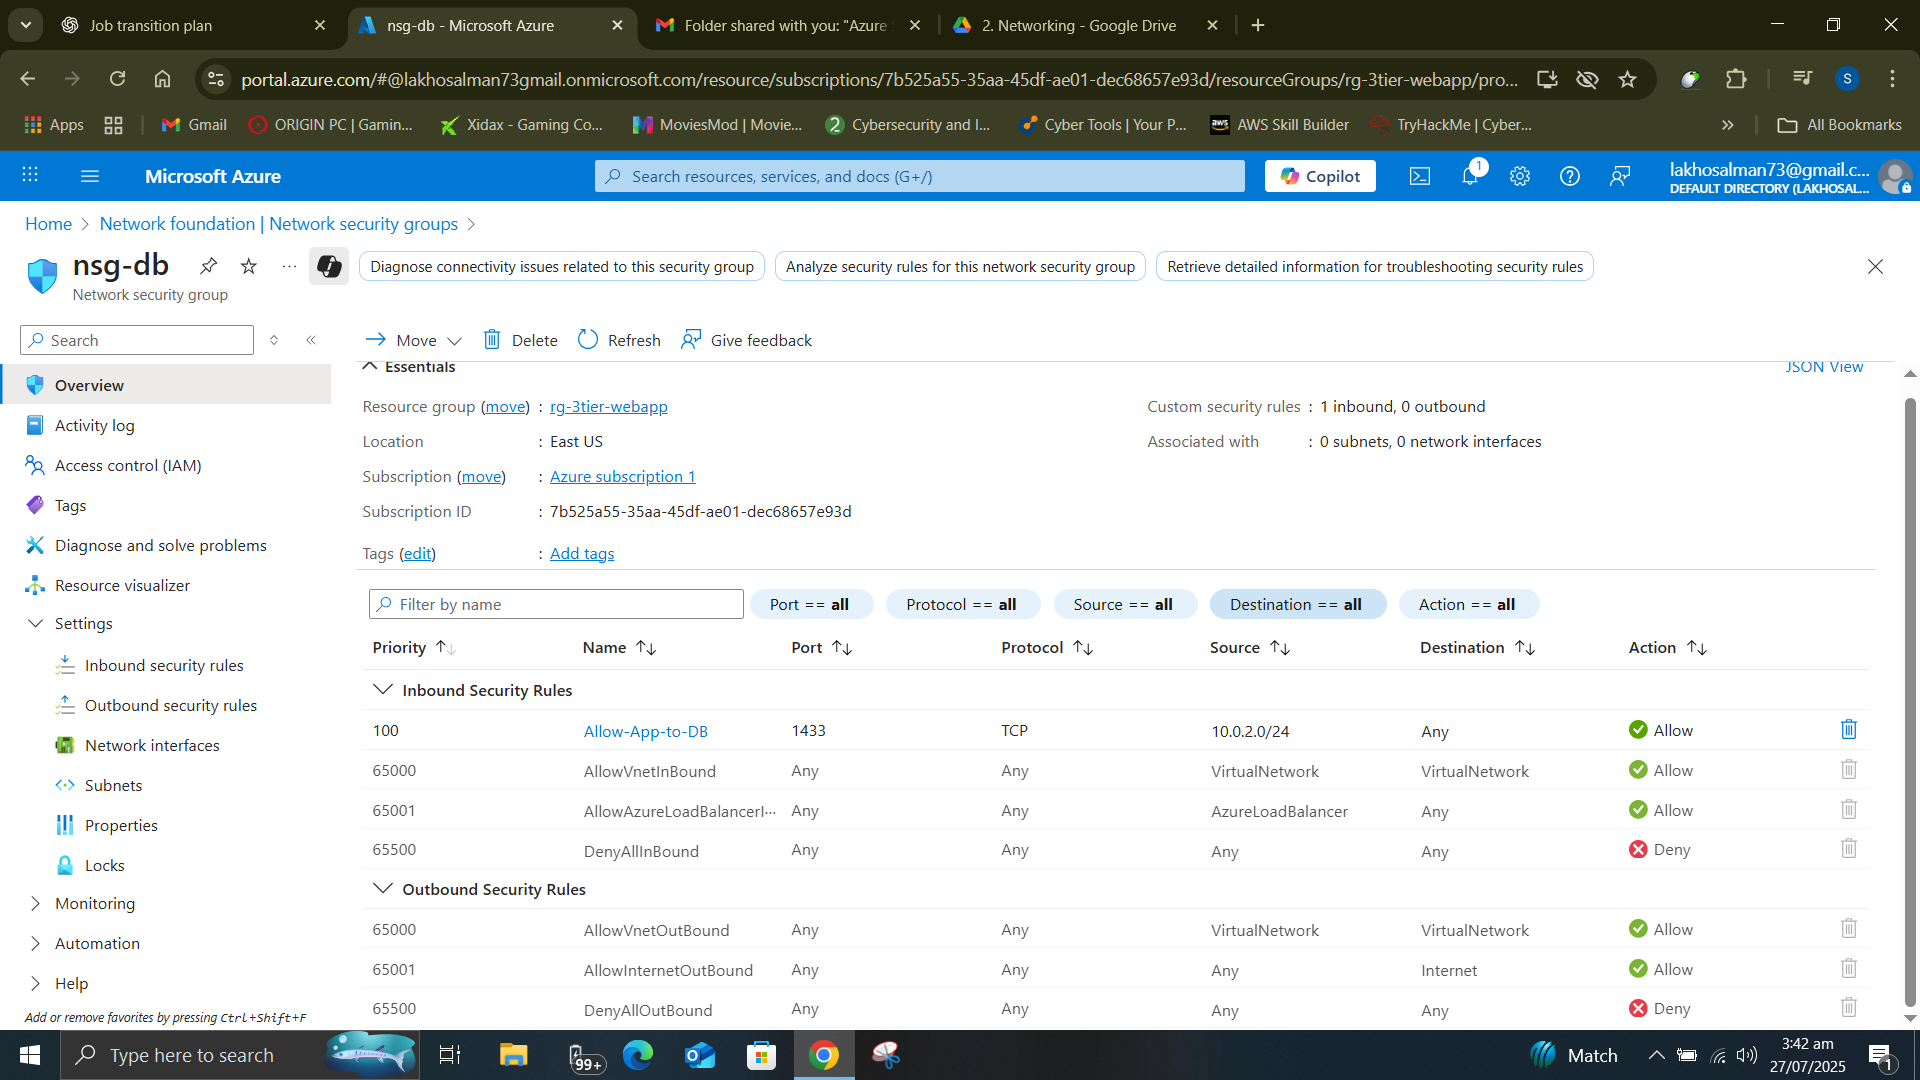 Job transition plan
nsg-db - Microsoft Azure
Folder shared with you: "Azure
2. Networking - Google Drive
portal.azure.com/#@lakhosalman73gmail.onmicrosoft.com/resource/subscriptions/7b525a55-35aa-45df-ae01-dec68657e93d/resourceGroups/rg-3tier-webapp/pro...
S
Apps
Gmail
ORIGIN PC | Gamin...
Xidax - Gaming Co...
MoviesMod | Movie...
Cybersecurity and I...
Cyber Tools | Your P...
aws
AWS Skill Builder
TryHackMe | Cyber...
All Bookmarks
Microsoft Azure
Search resources, services, and docs (G+/)
Copilot
1
lakhosalman73@gmail.c...
DEFAULT DIRECTORY (LAKHOSAL...
Home > Network foundation | Network security groups >
nsg-db
Network security group
Diagnose connectivity issues related to this security group
Analyze security rules for this network security group
Retrieve detailed information for troubleshooting security rules
Search
Move
Delete
Refresh
Give feedback
Overview
Activity log
Access control (IAM)
Tags
Diagnose and solve problems
Resource visualizer
Settings
Inbound security rules
Outbound security rules
Network interfaces
Subnets
Properties
Locks
Monitoring
Automation
Help
Add or remove favorites by pressing Ctrl+Shift+F
Essentials
JSON View
Resource group (move) : rg-3tier-webapp
Location : East US
Subscription (move) : Azure subscription 1
Subscription ID : 7b525a55-35aa-45df-ae01-dec68657e93d
Tags (edit) : Add tags
Custom security rules : 1 inbound, 0 outbound
Associated with : 0 subnets, 0 network interfaces
Filter by name
Port == all
Protocol == all
Source == all
Destination == all
Action == all
Priority Name Port Protocol Source Destination Action
Inbound Security Rules
100 Allow-App-to-DB 1433 TCP 10.0.2.0/24 Any Allow
65000 AllowVnetInBound Any Any VirtualNetwork VirtualNetwork Allow
65001 AllowAzureLoadBalancerI... Any Any AzureLoadBalancer Any Allow
65500 DenyAllInBound Any Any Any Any Deny
Outbound Security Rules
65000 AllowVnetOutBound Any Any VirtualNetwork VirtualNetwork Allow
65001 AllowInternetOutBound Any Any Any Internet Allow
65500 DenyAllOutBound Any Any Any Any Deny
Type here to search
99+
Match
3:42 am
27/07/2025
1